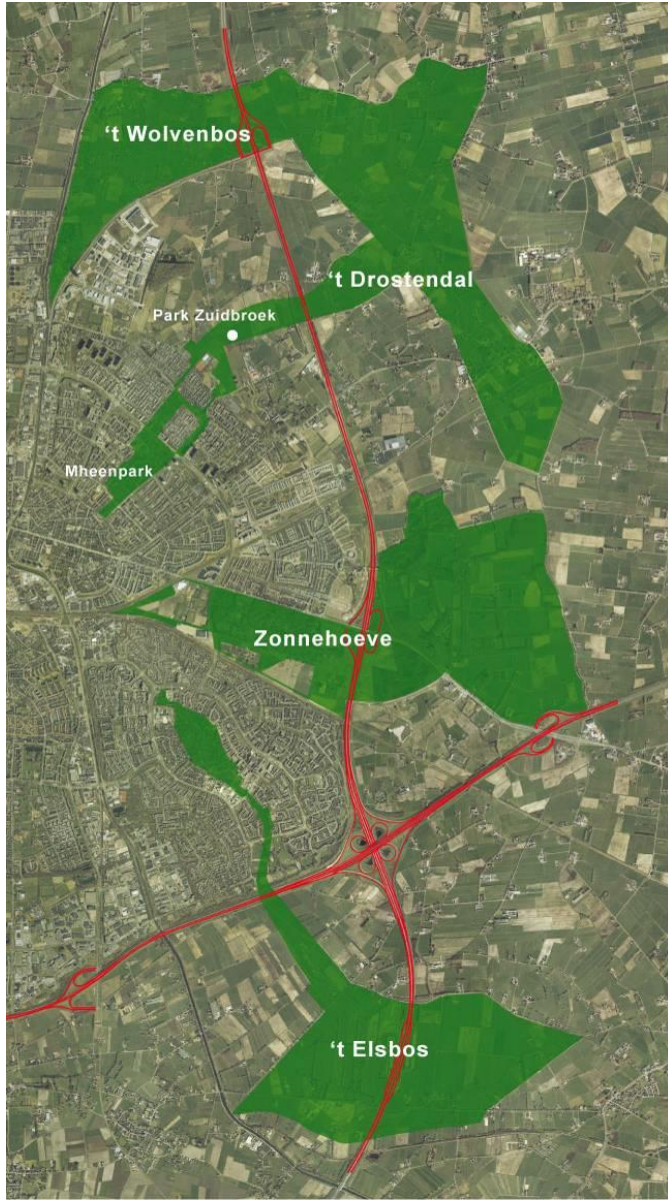 ‘t Wolvenbos
‘t Drostendal
Park Zuidbroek
Mheenpark
Zonnehoeve
‘t Elsbos